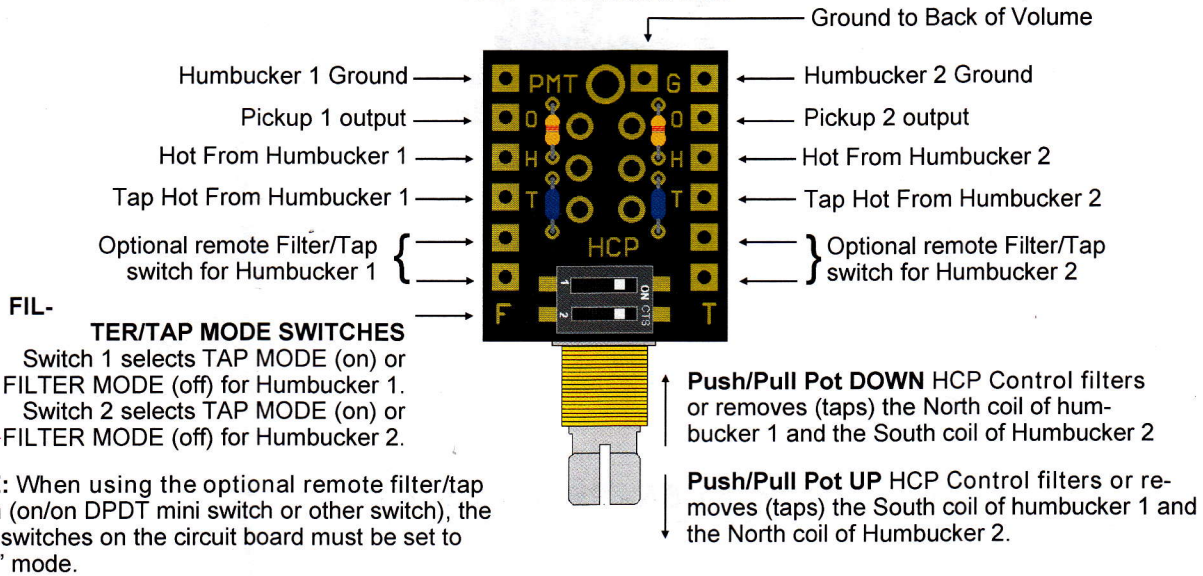 Ground to Back of Volume
Humbucker 1 Ground
Pickup 1 output
Hot From Humbucker 1
Tap Hot From Humbucker 1
Optional remote Filter/Tap
switch for Humbucker 1
Humbucker 2 Ground
Pickup 2 output
Hot From Humbucker 2
Tap Hot From Humbucker 2
Optional remote Filter/Tap
switch for Humbucker 2
PMT G
O O
H H
T T
HCP
1 ON
2 CTS
F T
FIL-
TER/TAP MODE SWITCHES
Switch 1 selects TAP MODE (on) or
FILTER MODE (off) for Humbucker 1.
Switch 2 selects TAP MODE (on) or
FILTER MODE (off) for Humbucker 2.
: When using the optional remote filter/tap
(on/on DPDT mini switch or other switch), the
switches on the circuit board must be set to
” mode.
Push/Pull Pot DOWN HCP Control filters
or removes (taps) the North coil of hum-
bucker 1 and the South coil of Humbucker 2
Push/Pull Pot UP HCP Control filters or re-
moves (taps) the South coil of humbucker 1 and
the North coil of Humbucker 2.